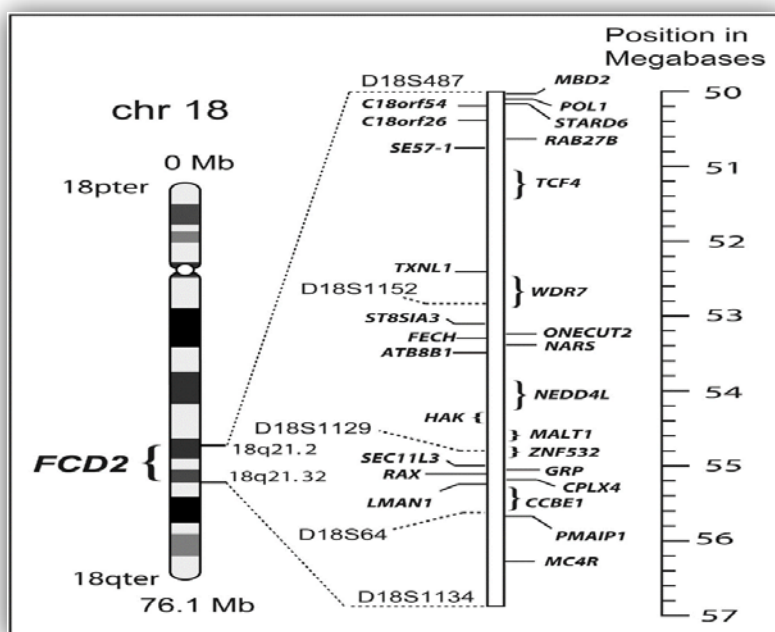 Position in
Megabases
chr 18
0 Mb
18pter
FCD2
18q21.2
18q21.32
18qter
76.1 Mb
D18S487
C18orf54
C18orf26
SE57-1
TXNL1
D18S1152
ST8SIA3
FECH
ATB8B1
HAK
D18S1129
SEC11L3
RAX
LMAN1
D18S64
D18S1134
MBD2
POL1
STARD6
RAB27B
TCF4
WDR7
ONECUT2
NARS
NEDD4L
MALT1
ZNF532
GRP
CPLX4
CCBE1
PMAIP1
MC4R
50
51
52
53
54
55
56
57